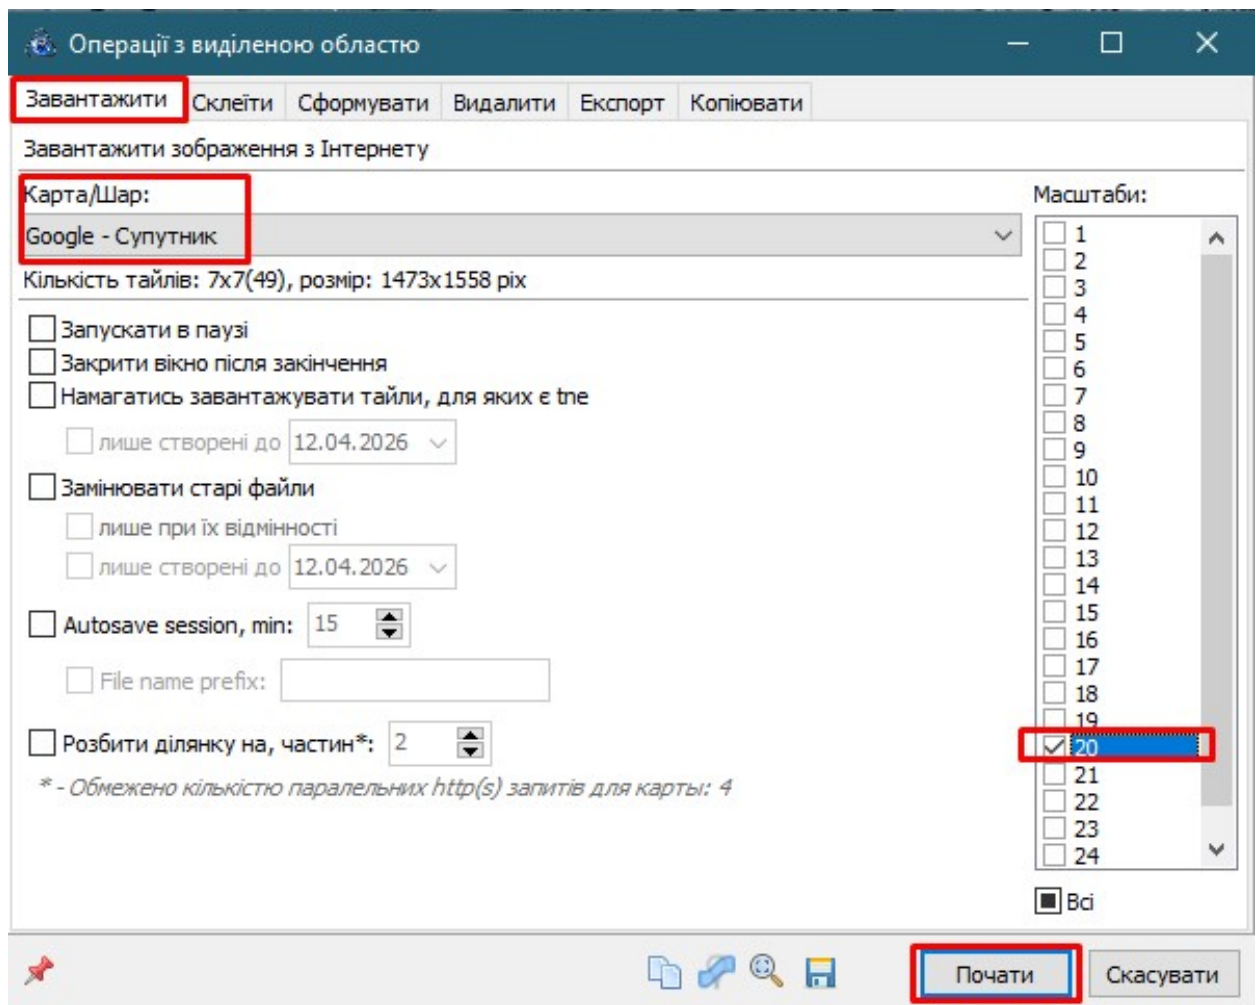 Операції з виділеною областю
Завантажити Склеїти Сформувати Видалити Експорт Копіювати
Завантажити зображення з Інтернету
Карта/Шар:
Google - Супутник
Кількість тайлів: 7x7(49), розмір: 1473x1558 pix
Запускати в паузі
Закрити вікно після закінчення
Намагатись завантажувати тайли, для яких є tne
лише створені до 12.04.2026
Замінювати старі файли
лише при їх відмінності
лише створені до 12.04.2026
Autosave session, min: 15
File name prefix:
Розбити ділянку на, частин*: 2
* - Обмежено кількістю паралельних http(s) запитів для карты: 4
Масштаби:
1
2
3
4
5
6
7
8
9
10
11
12
13
14
15
16
17
18
19
20
21
22
23
24
Всі
Почати Скасувати